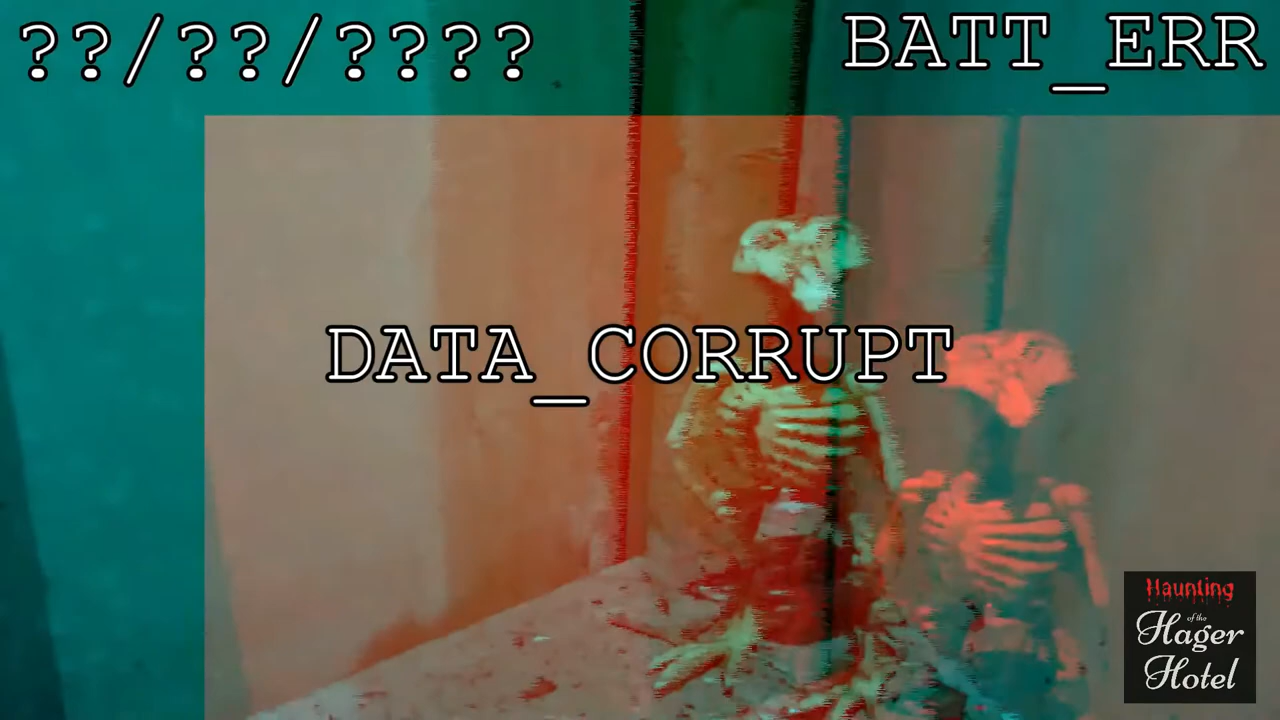 ??/??/????
BATT_ERR
DATA_CORRUPT
Haunting
of the
Hager
Hotel